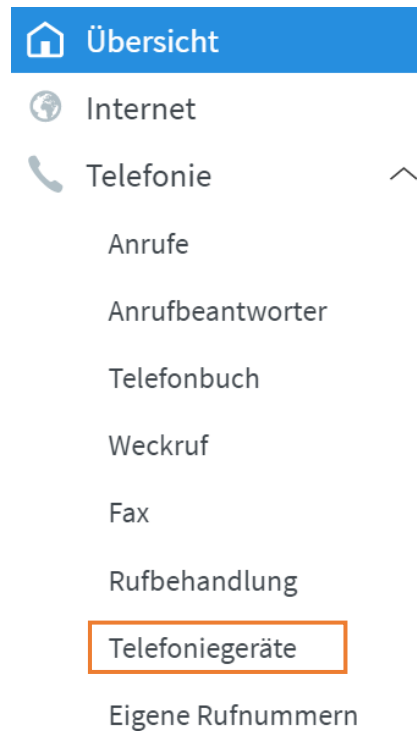 Übersicht
Internet
Telefonie
Anrufe
Anrufbeantworter
Telefonbuch
Weckruf
Fax
Rufbehandlung
Telefoniegeräte
Eigene Rufnummern